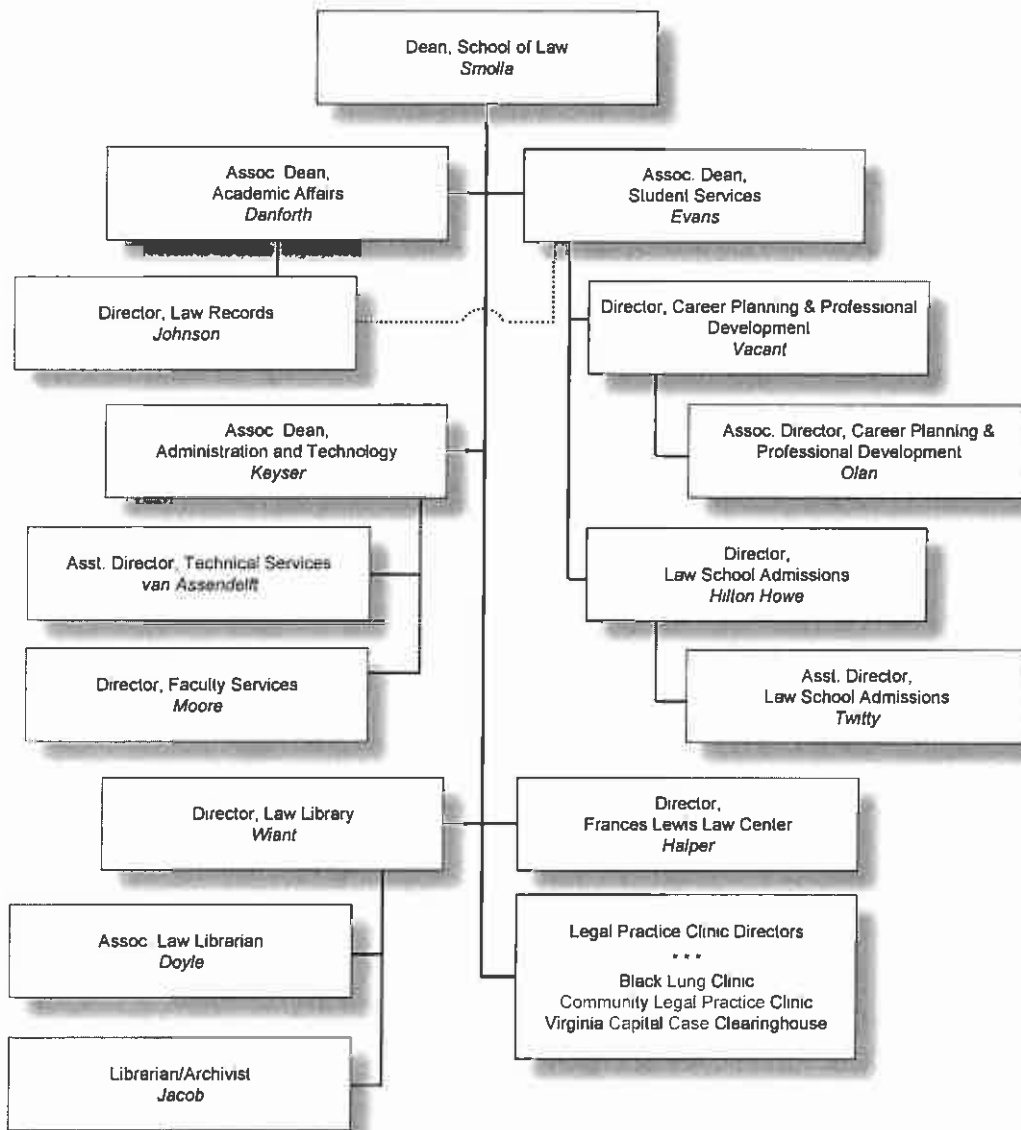 Dean, School of Law
Smolla
Assoc Dean,
Academic Affairs
Danforth
Assoc. Dean,
Student Services
Evans
Director, Law Records
Johnson
Director, Career Planning & Professional
Development
Vacant
Assoc Dean,
Administration and Technology
Keyser
Assoc. Director, Career Planning &
Professional Development
Olan
Asst. Director, Technical Services
van Assendelft
Director,
Law School Admissions
Hilton Howe
Director, Faculty Services
Moore
Asst. Director,
Law School Admissions
Twitty
Director, Law Library
Wiant
Director,
Frances Lewis Law Center
Halper
Assoc Law Librarian
Doyle
Legal Practice Clinic Directors
* * *
Black Lung Clinic
Community Legal Practice Clinic
Virginia Capital Case Clearinghouse
Librarian/Archivist
Jacob